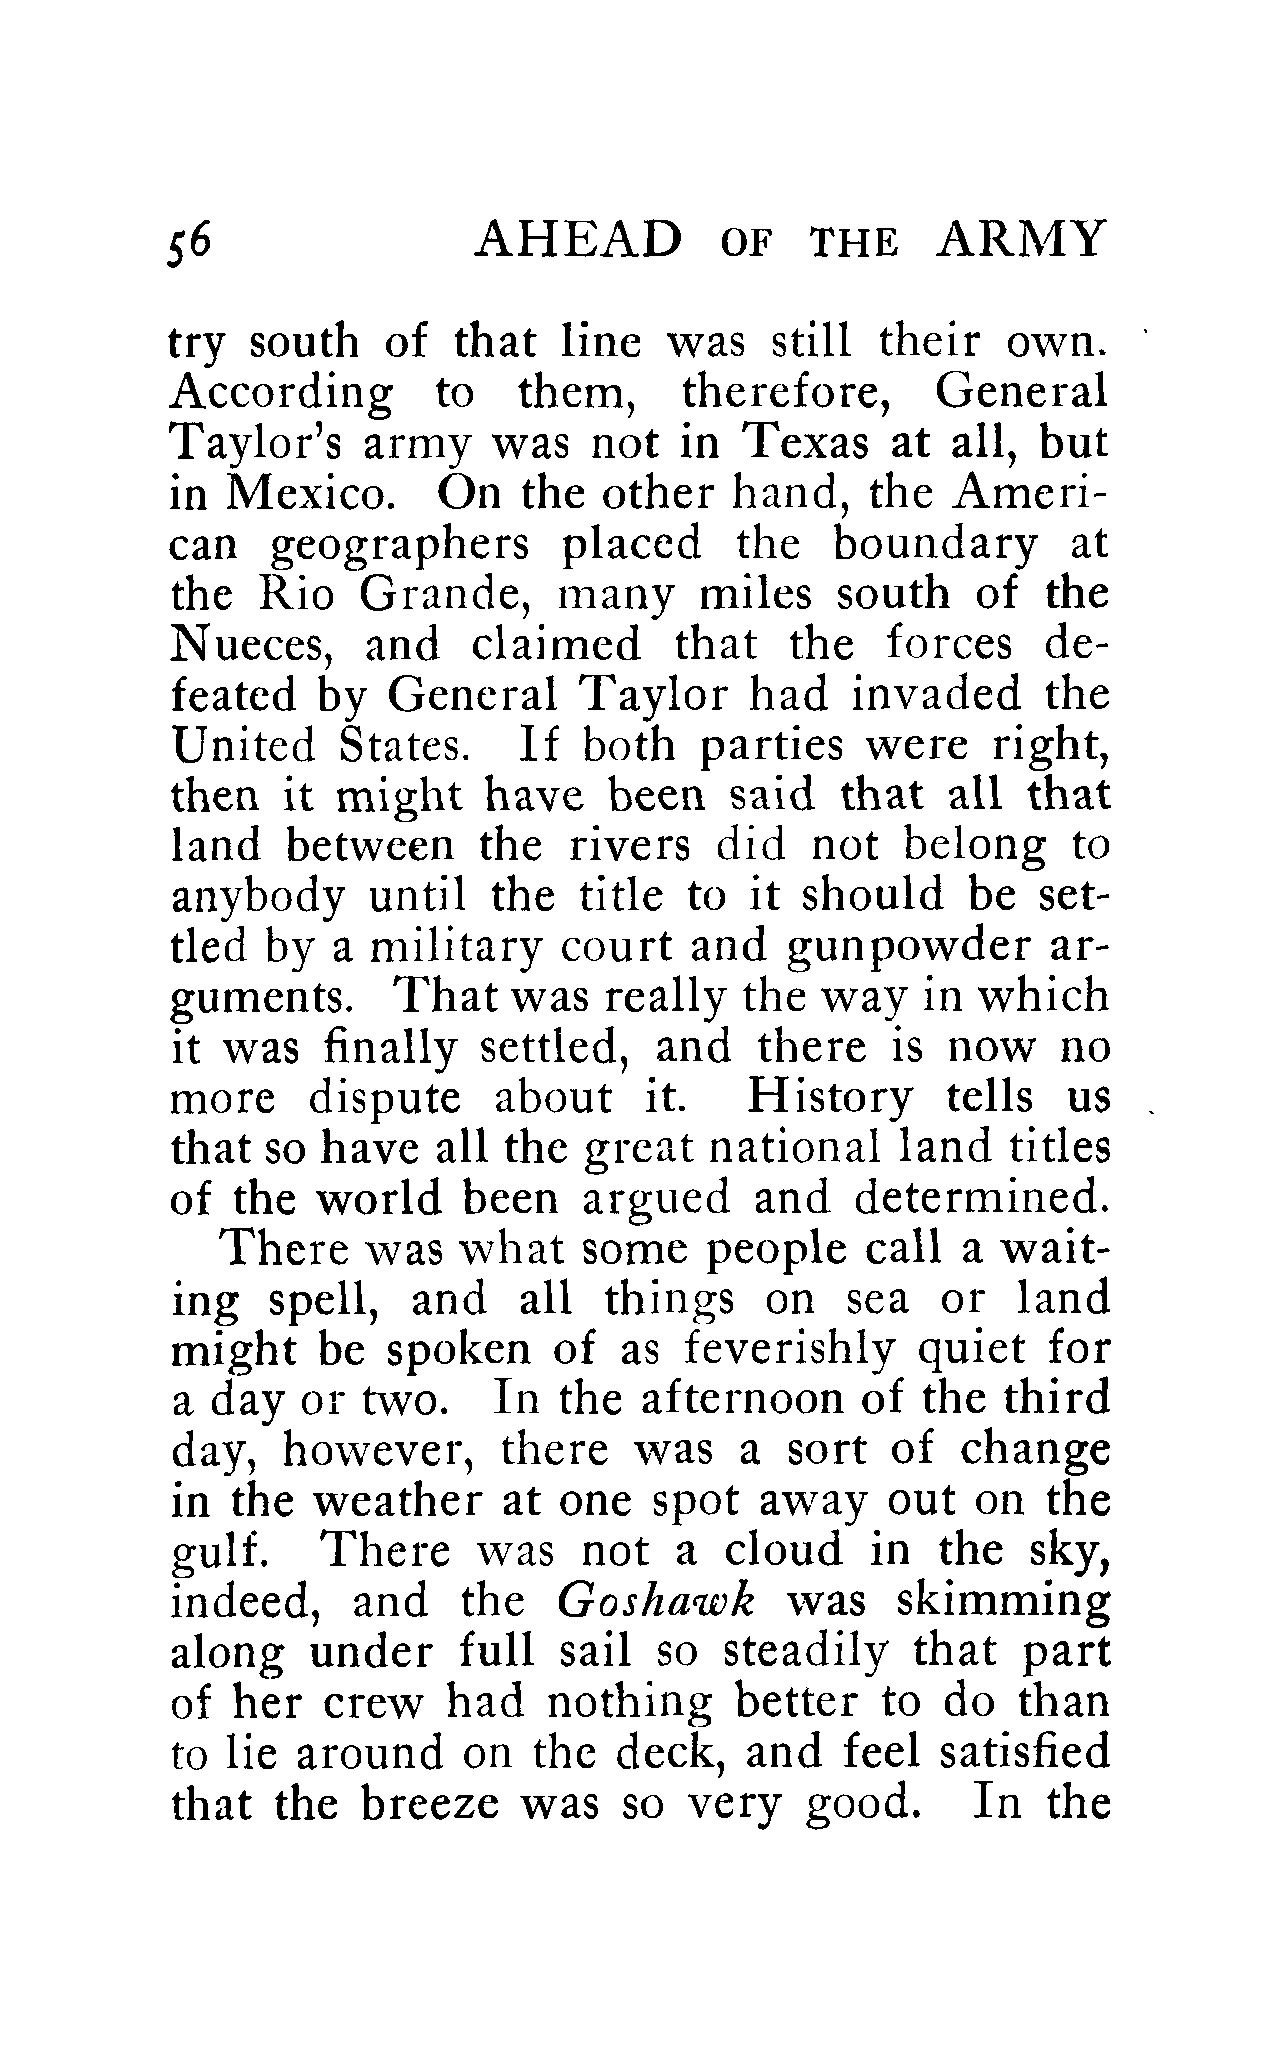 56 AHEAD OF THE ARMY
try south of that line was still their own.
According to them, therefore, General
Taylor's army was not in Texas at all, but
in Mexico. On the other hand, the Ameri-
can geographers placed the boundary at
the Rio Grande, many miles south of the
Nueces, and claimed that the forces de-
feated by General Taylor had invaded the
United States. If both parties were right,
then it might have been said that all that
land between the rivers did not belong to
anybody until the title to it should be set-
tled by a military court and gunpowder ar-
guments. That was really the way in which
it was finally settled, and there is now no
more dispute about it. History tells us
that so have all the great national land titles
of the world been argued and determined.
There was what some people call a wait-
ing spell, and all things on sea or land
might be spoken of as feverishly quiet for
a day or two. In the afternoon of the third
day, however, there was a sort of change
in the weather at one spot away out on the
gulf. There was not a cloud in the sky,
indeed, and the Goshawk was skimming
along under full sail so steadily that part
of her crew had nothing better to do than
to lie around on the deck, and feel satisfied
that the breeze was so very good. In the